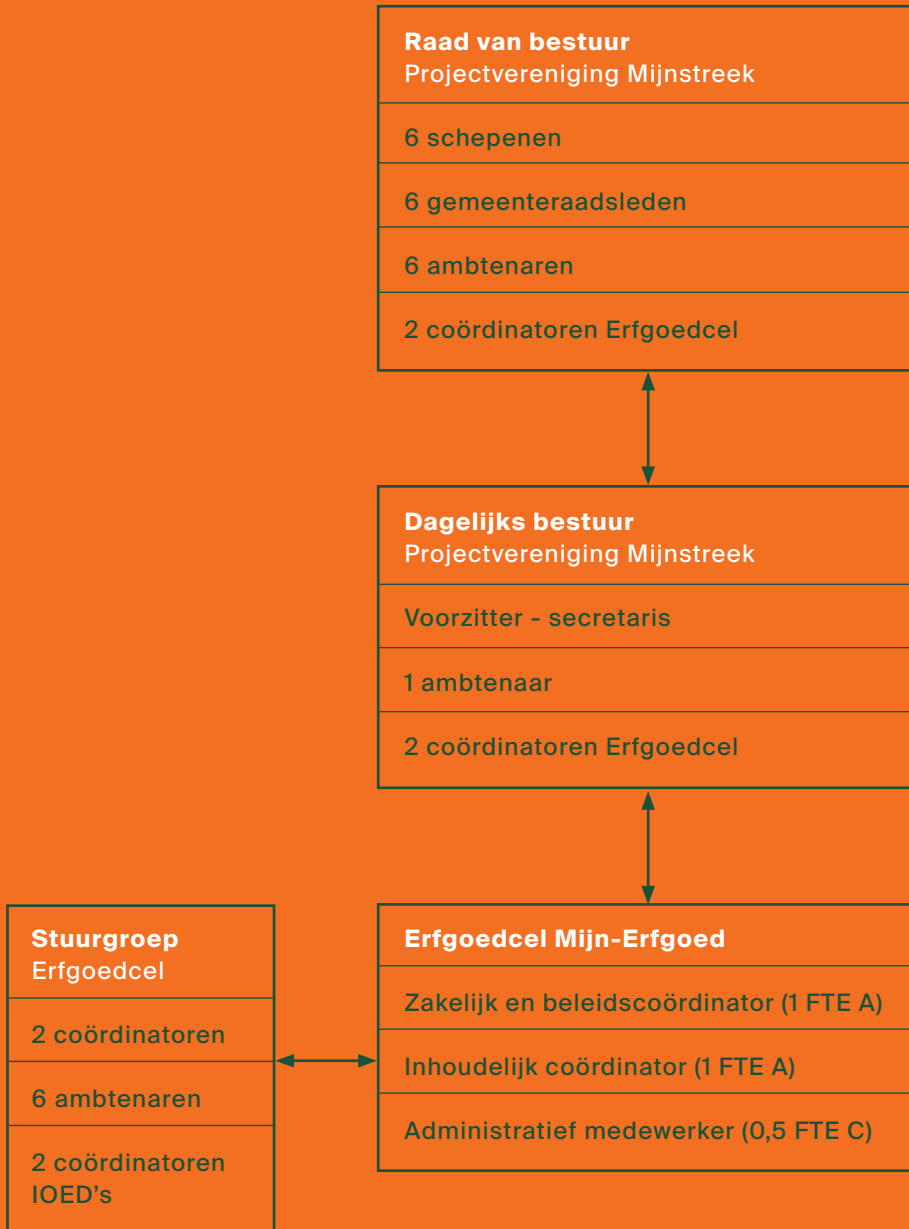 Raad van bestuur
Projectvereniging Mijnstreek
6 schepenen
6 gemeenteraadsleden
6 ambtenaren
2 coördinatoren Erfgoedcel
Dagelijks bestuur
Projectvereniging Mijnstreek
Voorzitter - secretaris
1 ambtenaar
2 coördinatoren Erfgoedcel
Stuurgroep
Erfgoedcel
2 coördinatoren
6 ambtenaren
2 coördinatoren
IOED's
Erfgoedcel Mijn-Erfgoed
Zakelijk en beleidscoördinator (1 FTE A)
Inhoudelijk coördinator (1 FTE A)
Administratief medewerker (0,5 FTE C)